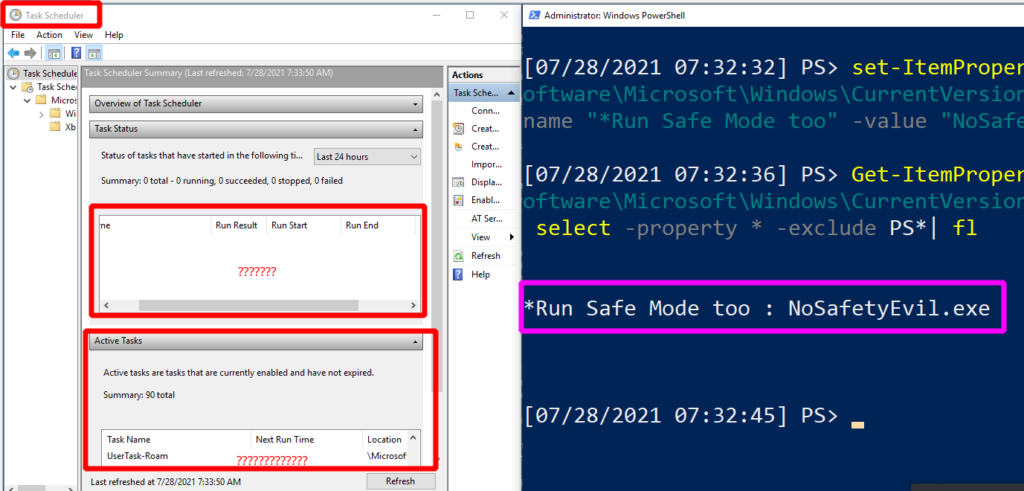 Task Scheduler
File Action View Help
Task Schedule
Task Sche
Micros
Wi
Xb
Task Scheduler Summary (Last refreshed: 7/28/2021 7:33:50 AM)
Overview of Task Scheduler
Task Status
Status of tasks that have started in the following ti... Last 24 hours
Summary: 0 total - 0 running, 0 succeeded, 0 stopped, 0 failed
me Run Result Run Start Run End
???????
Active Tasks
Active tasks are tasks that are currently enabled and have not expired.
Summary: 90 total
Task Name Next Run Time Location
UserTask-Roam ????????????? \Microsof
Last refreshed at 7/28/2021 7:33:50 AM Refresh
Actions
Task Sche...
Conn...
Creat...
Creat...
Impor...
Displa...
Enabl...
AT Ser...
View
Refresh
Help
Administrator: Windows PowerShell
[07/28/2021 07:32:32] PS> set-ItemProper
oftware\Microsoft\Windows\CurrentVersion
name "*Run Safe Mode too" -value "NoSafe
[07/28/2021 07:32:36] PS> Get-ItemProper
oftware\Microsoft\Windows\CurrentVersion
select -property * -exclude PS*| fl
*Run Safe Mode too : NoSafetyEvil.exe
[07/28/2021 07:32:45] PS>